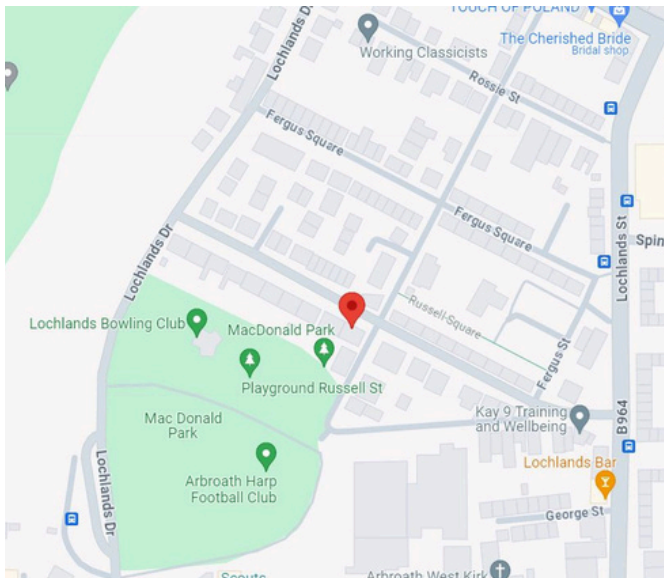 TOUCH OF POLAND
The Cherished Bride
Bridal shop
Working Classicists
Lochlands Dr
Rossie St
Fergus Square
Fergus Square
Lochlands St
Spin
Lochlands Dr
Lochlands Bowling Club
MacDonald Park
Russell Square
Playground Russell St
Fergus St
Mac Donald
Park
Kay 9 Training
and Wellbeing
B964
Arbroath Harp
Football Club
Lochlands Bar
Lochlands Dr
George St
Scouts
Arbroath West Kirk